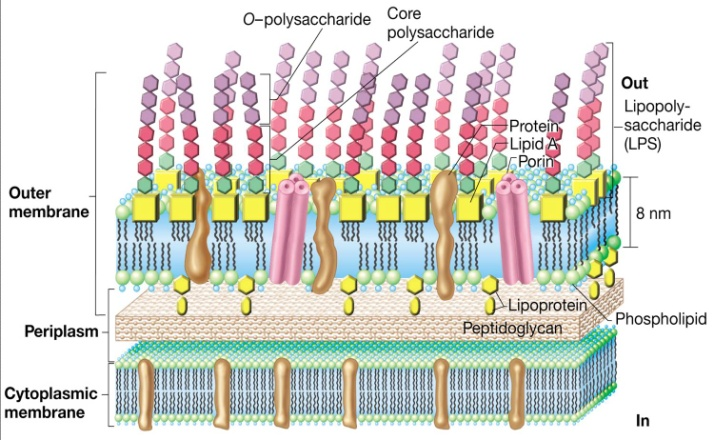 O–polysaccharide
Core
polysaccharide
Out
Lipopoly-
saccharide
(LPS)
Protein
Lipid A
Porin
Outer
membrane
8 nm
Lipoprotein
Phospholipid
Peptidoglycan
Periplasm
Cytoplasmic
membrane
In